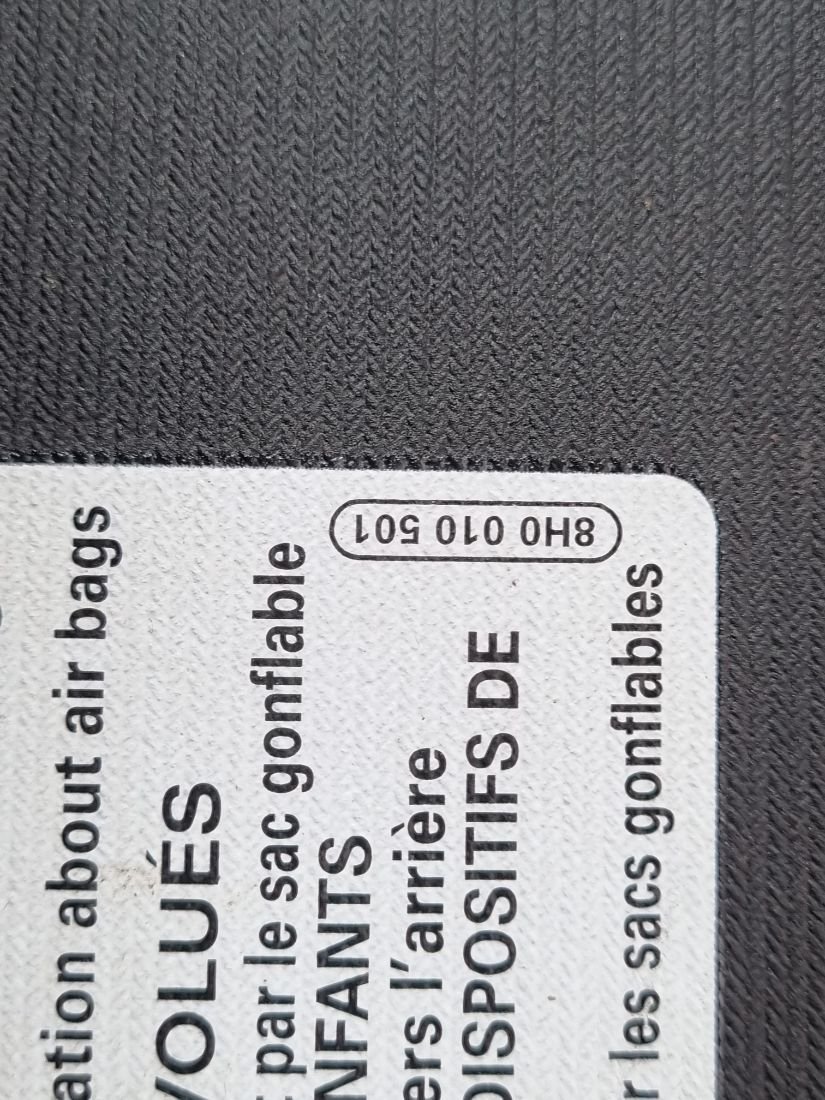 ation about air bags
VOLUÉS
par le sac gonflable
NFANTS
ers l'arrière
DISPOSITIFS DE
r les sacs gonflables
8H0 010 501